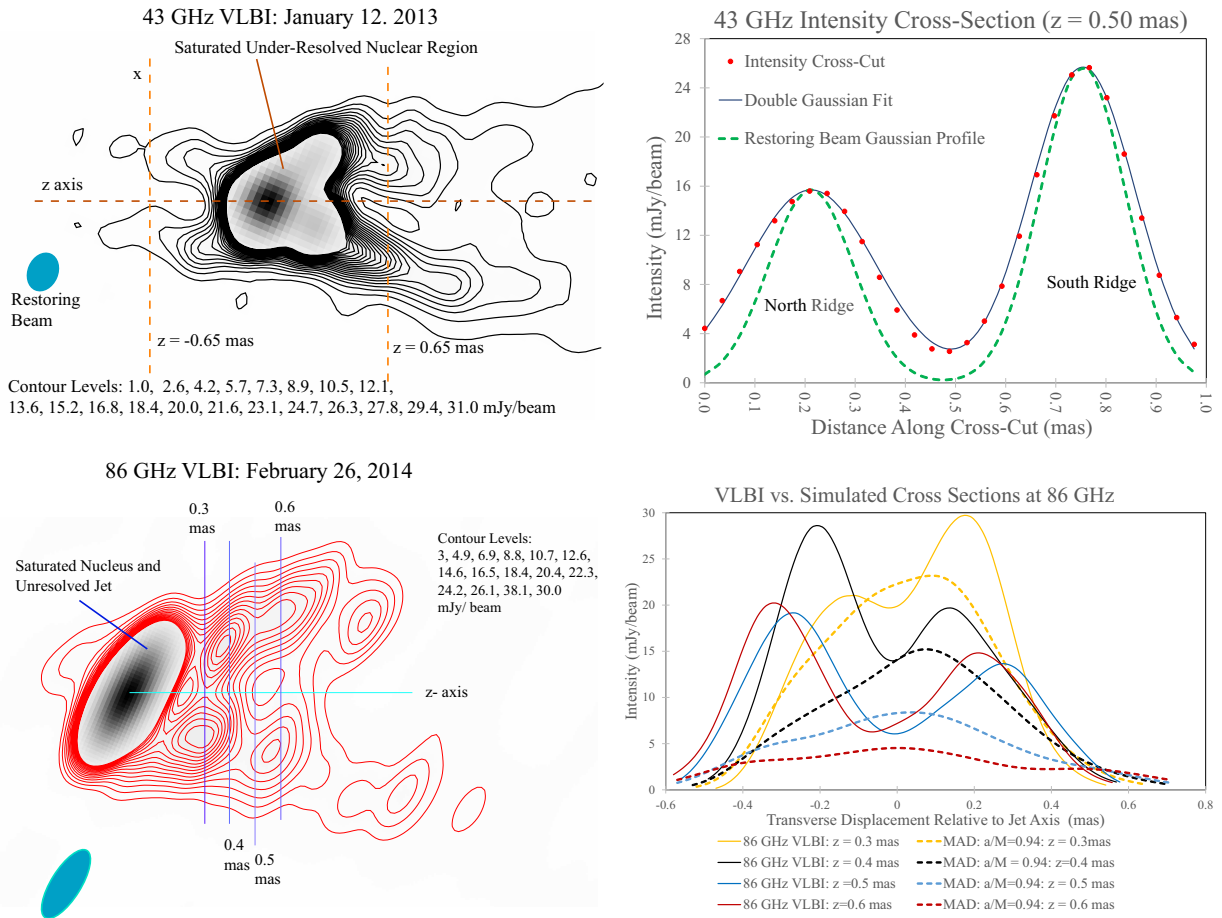 43 GHz VLBI: January 12. 2013
Saturated Under-Resolved Nuclear Region
x
z axis
Restoring
Beam
z = -0.65 mas
z = 0.65 mas
Contour Levels: 1.0, 2.6, 4.2, 5.7, 7.3, 8.9, 10.5, 12.1,
13.6, 15.2, 16.8, 18.4, 20.0, 21.6, 23.1, 24.7, 26.3, 27.8, 29.4, 31.0 mJy/beam
43 GHz Intensity Cross-Section (z = 0.50 mas)
28
24
20
16
12
8
4
0
Intensity (mJy/beam)
Intensity Cross-Cut
Double Gaussian Fit
Restoring Beam Gaussian Profile
North Ridge
South Ridge
0.0
0.1
0.2
0.3
0.4
0.5
0.6
0.7
0.8
0.9
1.0
Distance Along Cross-Cut (mas)
86 GHz VLBI: February 26, 2014
0.3
mas
0.6
mas
Contour Levels:
3, 4.9, 6.9, 8.8, 10.7, 12.6,
14.6, 16.5, 18.4, 20.4, 22.3,
24.2, 26.1, 38.1, 30.0
mJy/ beam
Saturated Nucleus and
Unresolved Jet
z- axis
0.4
mas
0.5
mas
VLBI vs. Simulated Cross Sections at 86 GHz
30
25
20
15
10
5
0
Intensity (mJy/beam)
-0.6
-0.4
-0.2
0
0.2
0.4
0.6
0.8
Transverse Displacement Relative to Jet Axis (mas)
86 GHz VLBI: z = 0.3 mas
MAD: a/M=0.94: z = 0.3mas
86 GHz VLBI: z = 0.4 mas
MAD: a/M = 0.94: z=0.4 mas
86 GHz VLBI: z =0.5 mas
MAD: a/M=0.94: z = 0.5 mas
86 GHz VLBI: z=0.6 mas
MAD: a/M=0.94: z = 0.6 mas